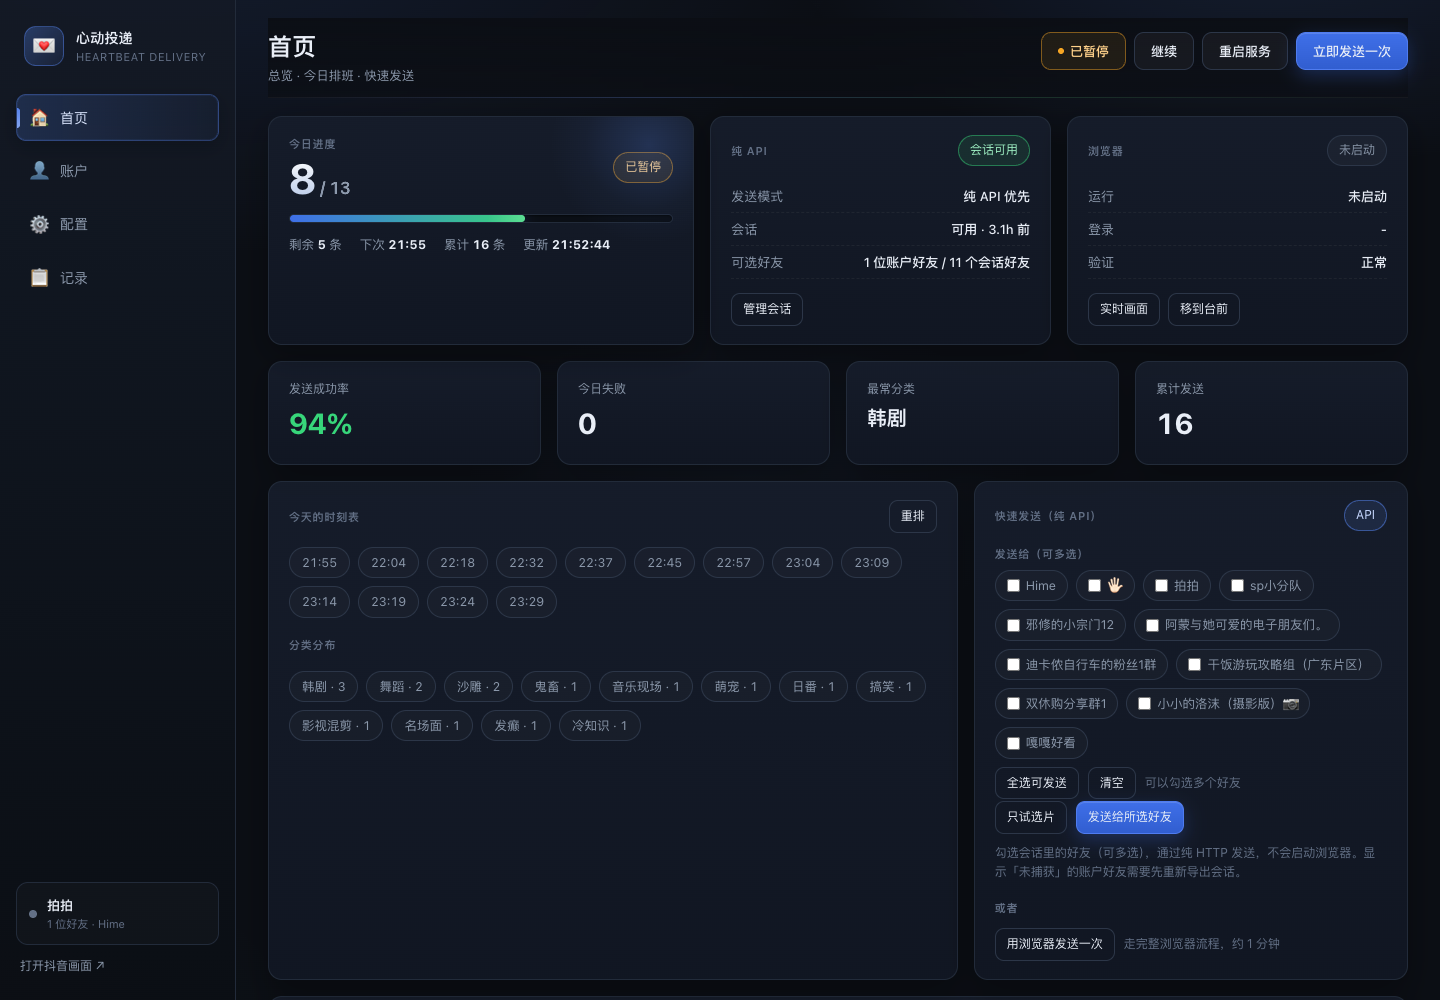 心动投递
HEARTBEAT DELIVERY
首页
账户
配置
记录
拍拍
1 位好友 · Hime
打开抖音画面 ↗
首页
总览 · 今日排班 · 快速发送
已暂停
继续
重启服务
立即发送一次
今日进度
8 / 13
已暂停
剩余 5 条 下次 21:55 累计 16 条 更新 21:52:44
纯 API
会话可用
发送模式 纯 API 优先
会话 可用 · 3.1h 前
可选好友 1 位账户好友 / 11 个会话好友
管理会话
浏览器
未启动
运行 未启动
登录 -
验证 正常
实时画面 移到台前
发送成功率
94%
今日失败
0
最常分类
韩剧
累计发送
16
今天的时刻表
重排
21:55 22:04 22:18 22:32 22:37 22:45 22:57 23:04 23:09
23:14 23:19 23:24 23:29
分类分布
韩剧 · 3 舞蹈 · 2 沙雕 · 2 鬼畜 · 1 音乐现场 · 1 萌宠 · 1 日番 · 1 搞笑 · 1
影视混剪 · 1 名场面 · 1 发癫 · 1 冷知识 · 1
快速发送（纯 API）
API
发送给（可多选）
Hime 🖐🏻 拍拍 sp小分队
邪修的小宗门12 阿蒙与她可爱的电子朋友们。
迪卡侬自行车的粉丝1群 干饭游玩攻略组（广东片区）
双休购分享群1 小小的洛沫（摄影版）📷
嘎嘎好看
全选可发送 清空 可以勾选多个好友
只试选片 发送给所选好友
勾选会话里的好友（可多选），通过纯 HTTP 发送，不会启动浏览器。显
示「未捕获」的账户好友需要先重新导出会话。
或者
用浏览器发送一次 走完整浏览器流程，约 1 分钟